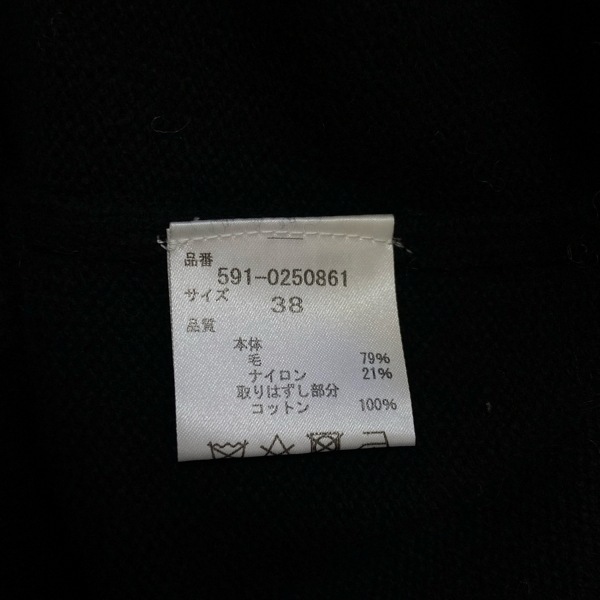 品番
591-0250861
サイズ
38
品質
本体
毛 79%
ナイロン 21%
取りはずし部分
コットン 100%